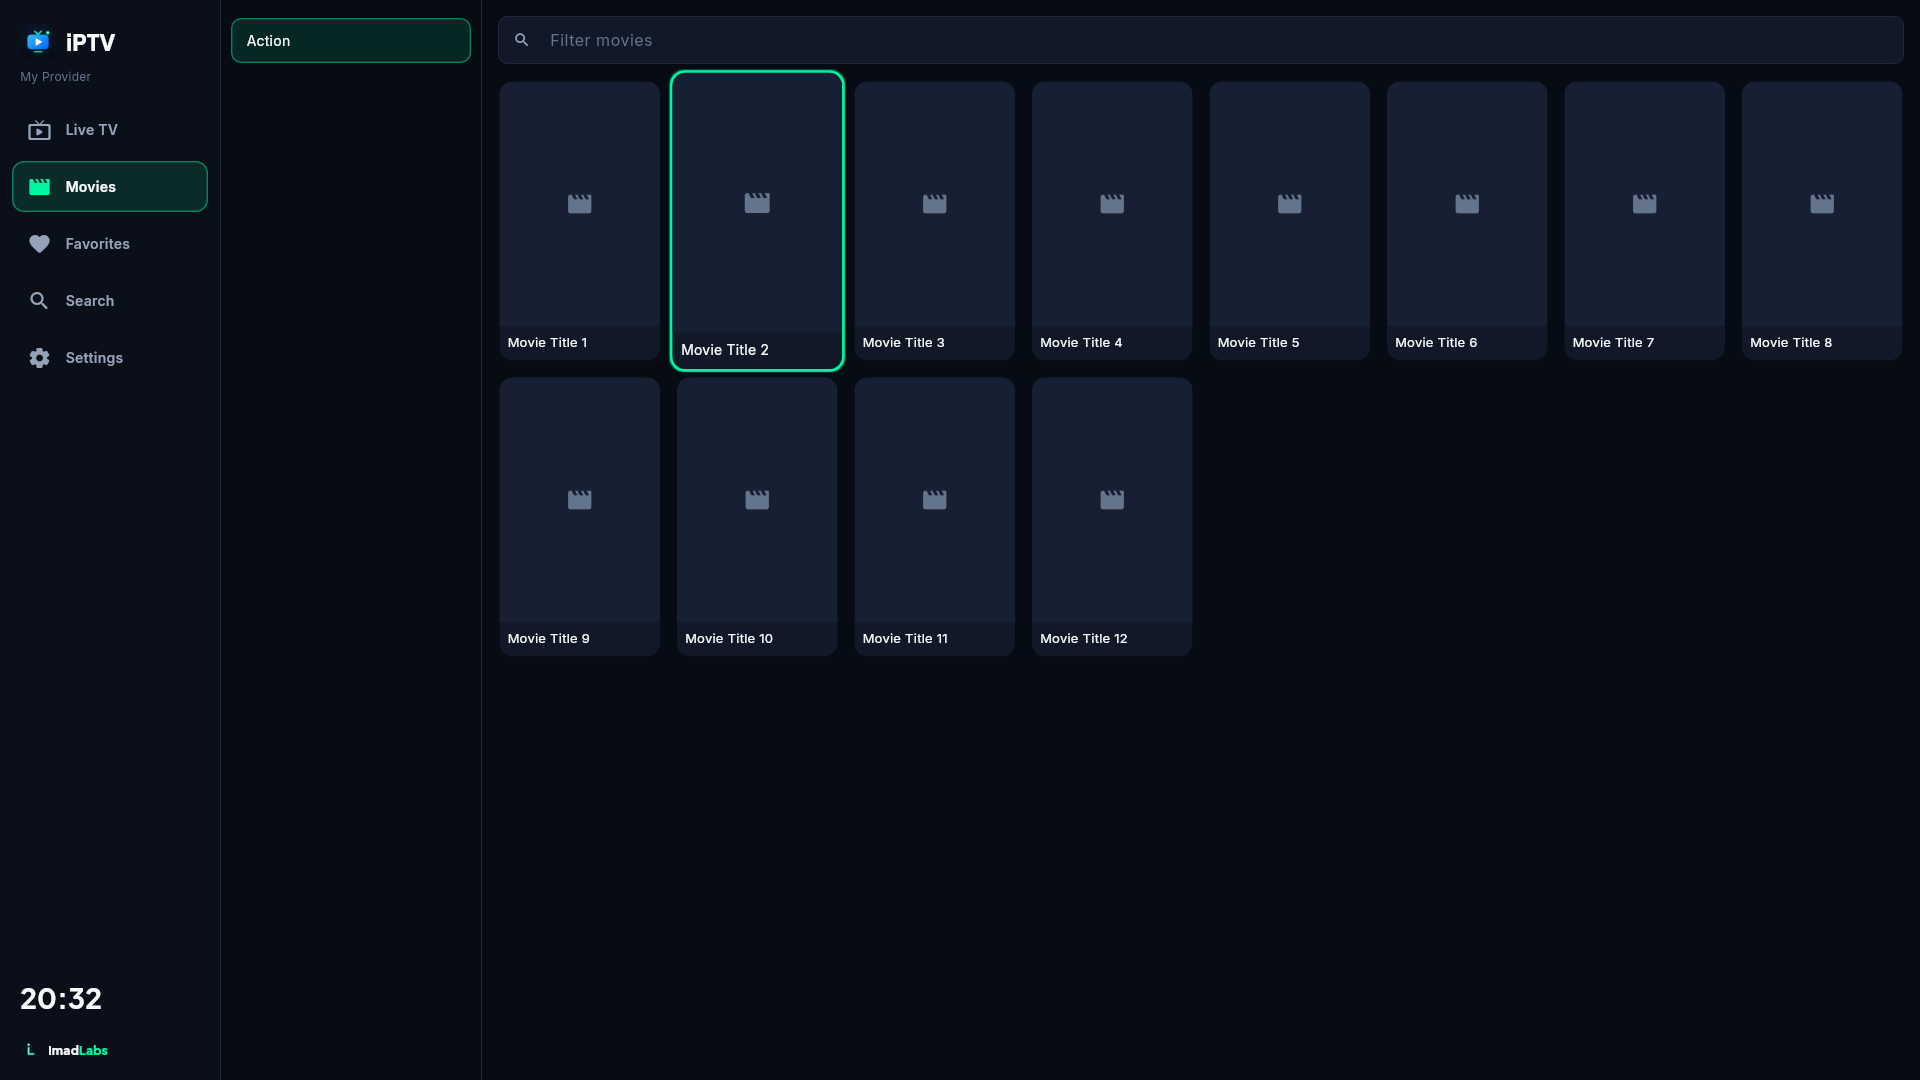 iPTV
My Provider
Live TV
Movies
Favorites
Search
Settings
20:32
ImadLabs
Action
Filter movies
Movie Title 1
Movie Title 2
Movie Title 3
Movie Title 4
Movie Title 5
Movie Title 6
Movie Title 7
Movie Title 8
Movie Title 9
Movie Title 10
Movie Title 11
Movie Title 12